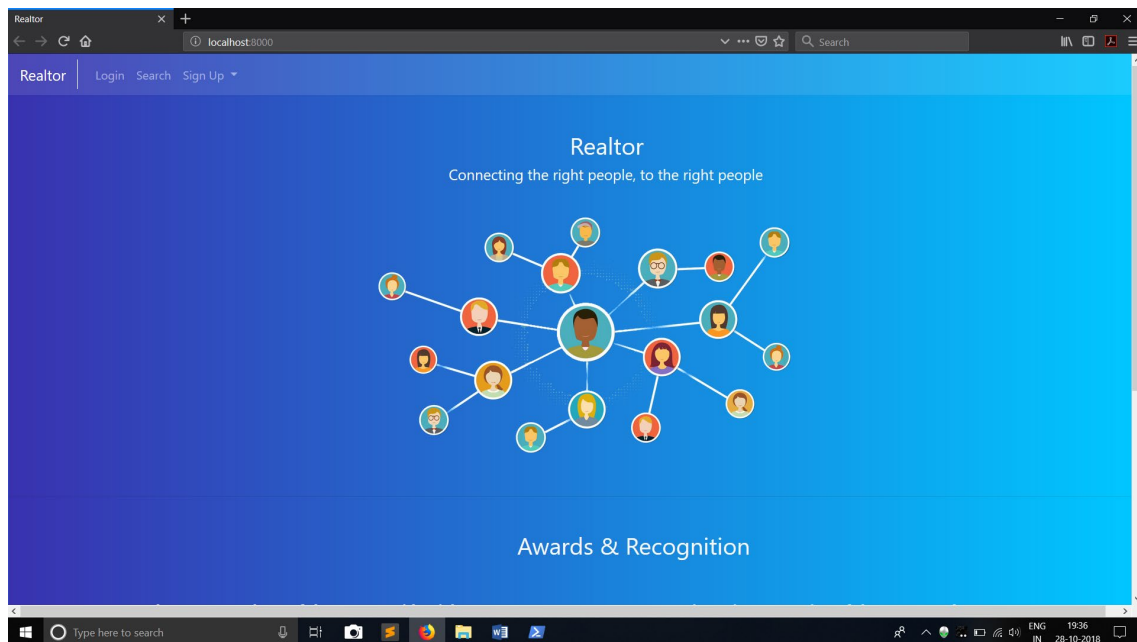 Realtor
localhost:8000
Search
Realtor Login Search Sign Up
Realtor
Connecting the right people, to the right people
Awards & Recognition
Type here to search
ENG 19:36
IN 28-10-2018